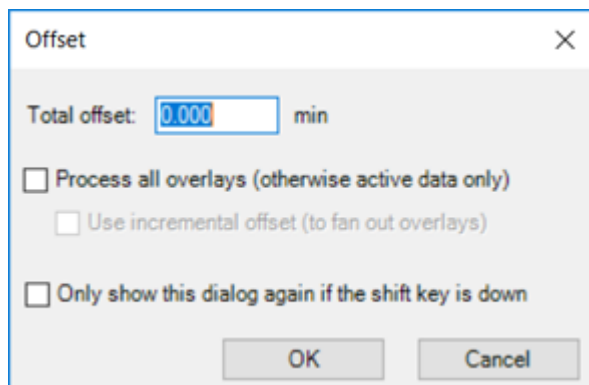 Offset
Total offset: 0.000 min
Process all overlays (otherwise active data only)
Use incremental offset (to fan out overlays)
Only show this dialog again if the shift key is down
OK Cancel